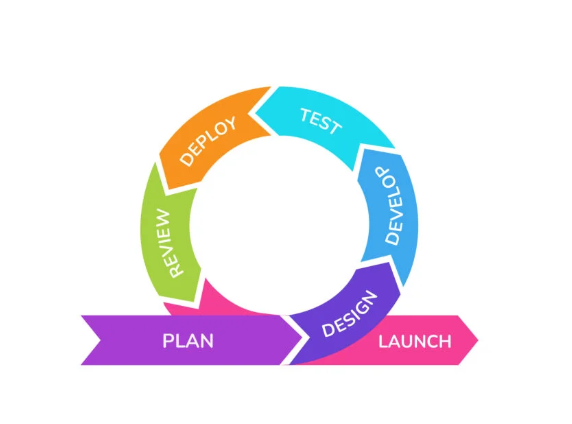 PLAN
DESIGN
DEVELOP
TEST
DEPLOY
REVIEW
LAUNCH